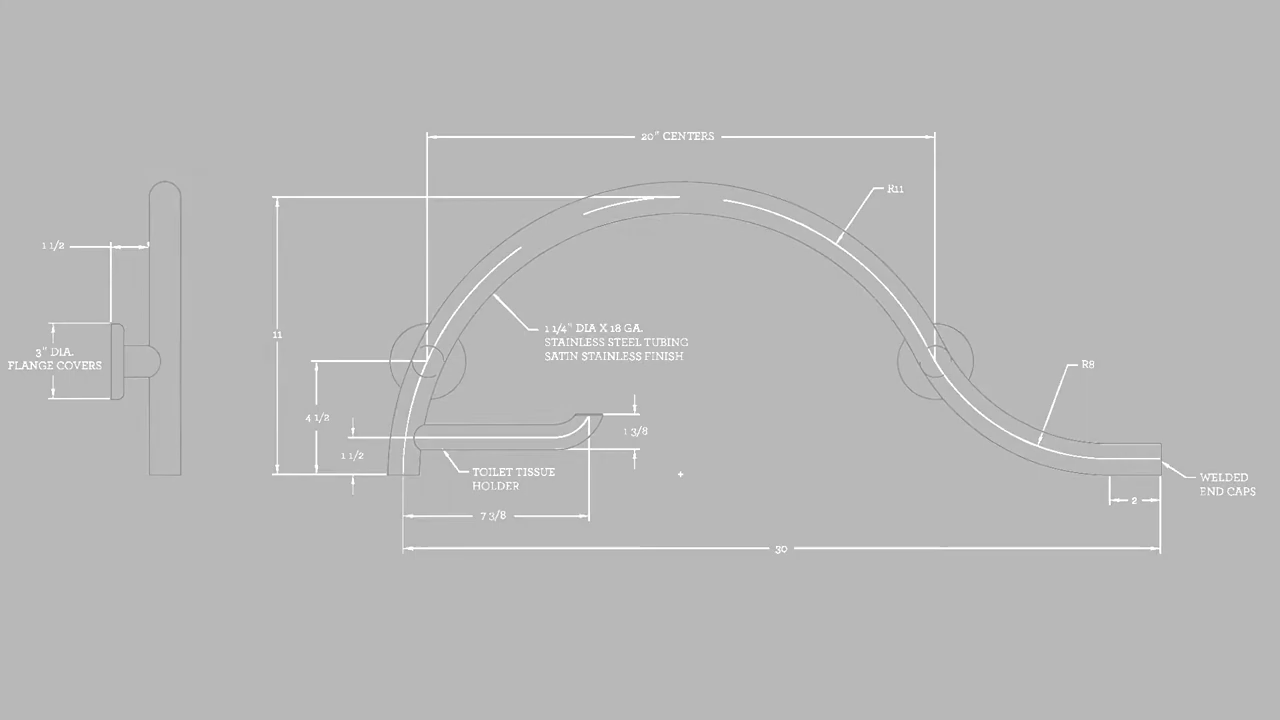 20" CENTERS
R11
1 1/2
11
1 1/4" DIA X 18 GA.
STAINLESS STEEL TUBING
SATIN STAINLESS FINISH
3" DIA.
FLANGE COVERS
R8
4 1/2
1 3/8
1 1/2
TOILET TISSUE
HOLDER
WELDED
END CAPS
2
7 3/8
30